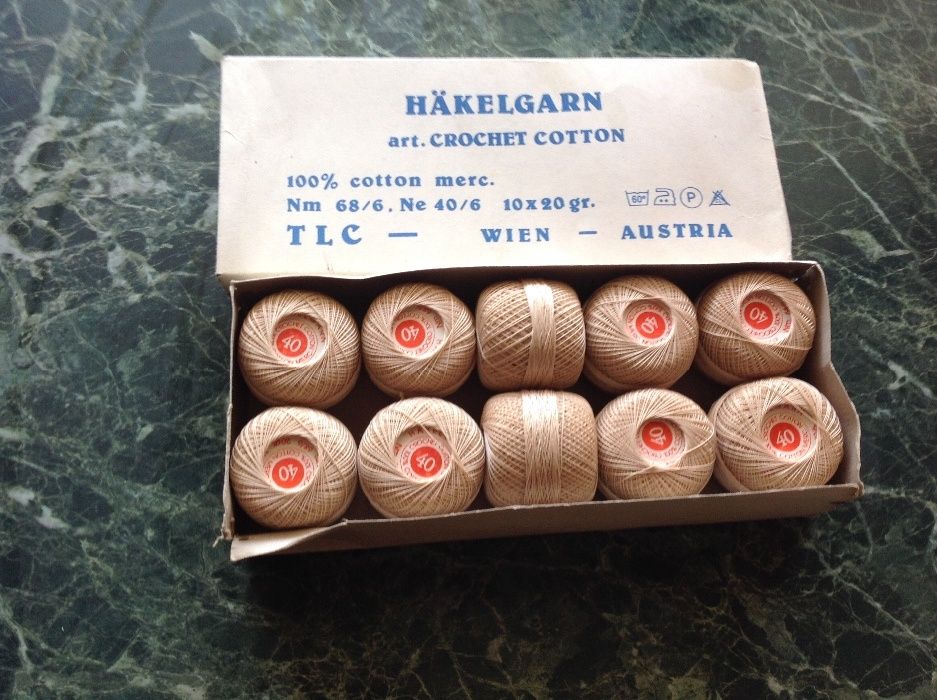 HÄKELGARN
art. CROCHET COTTON
100% cotton merc.
Nm 68/6, Ne 40/6 10x20 gr.
60° P
TLC — WIEN — AUSTRIA
40
40
40
40
40
40
40
40